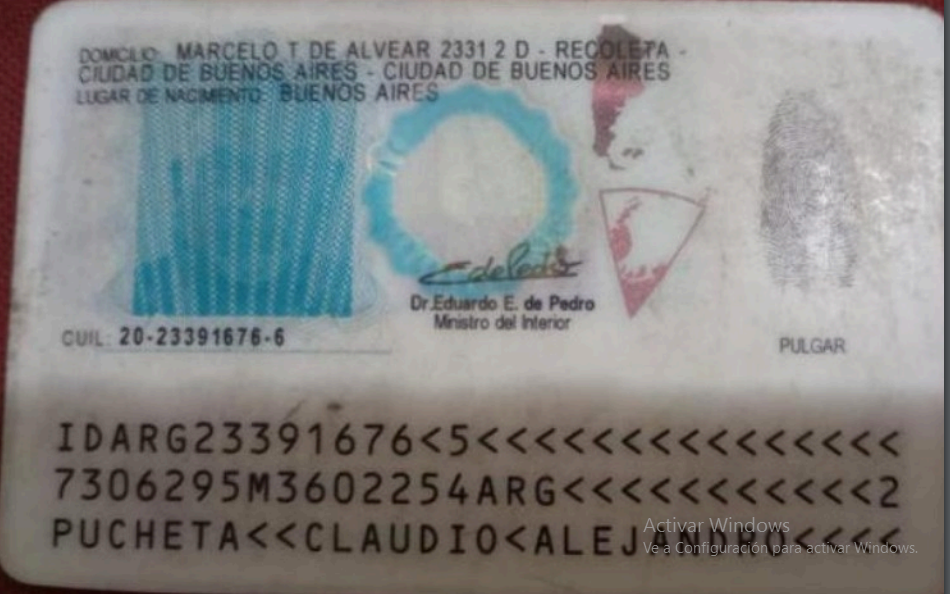 DOMICILIO: MARCELO T DE ALVEAR 2331 2 D - RECOLETA -
CIUDAD DE BUENOS AIRES - CIUDAD DE BUENOS AIRES
LUGAR DE NACIMIENTO: BUENOS AIRES
Dr. Eduardo E. de Pedro
Ministro del Interior
CUIL: 20-23391676-6
PULGAR
IDARG23391676<5<<<<<<<<<<<<<<<
7306295M3602254ARG<<<<<<<<<<<2
PUCHETA<<CLAUDIO<ALEJANDRO<<<<
Activar Windows
Ve a Configuración para activar Windows.